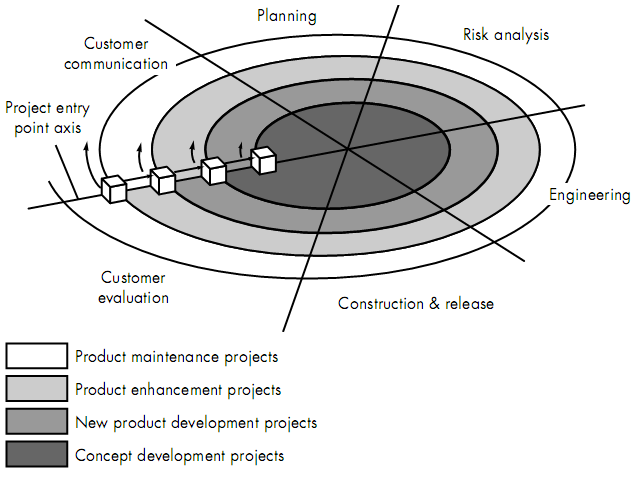 Planning
Risk analysis
Customer
communication
Project entry
point axis
Engineering
Customer
evaluation
Construction & release
Product maintenance projects
Product enhancement projects
New product development projects
Concept development projects